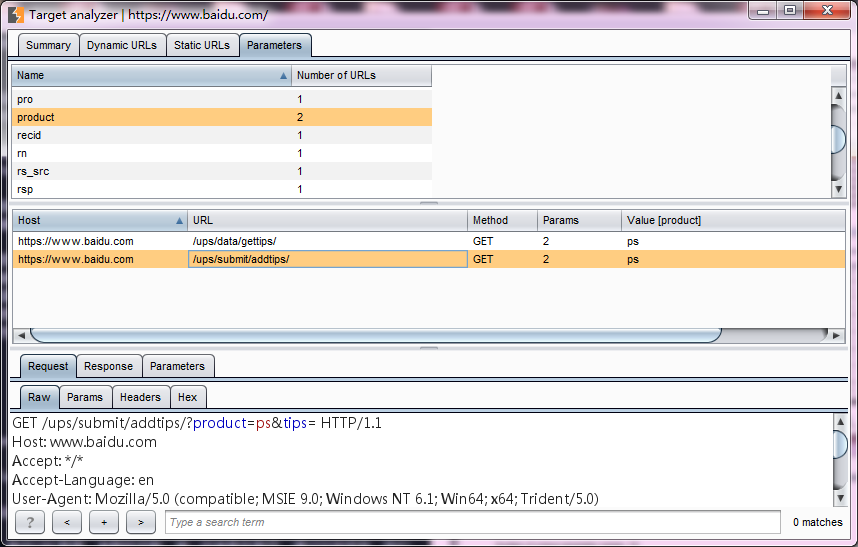 Target analyzer | https://www.baidu.com/
Summary Dynamic URLs Static URLs Parameters
Name Number of URLs
pro 1
product 2
recid 1
rn 1
rs_src 1
rsp 1
Host URL Method Params Value [product]
https://www.baidu.com /ups/data/gettips/ GET 2 ps
https://www.baidu.com /ups/submit/addtips/ GET 2 ps
Request Response Parameters
Raw Params Headers Hex
GET /ups/submit/addtips/?product=ps&tips= HTTP/1.1
Host: www.baidu.com
Accept: */*
Accept-Language: en
User-Agent: Mozilla/5.0 (compatible; MSIE 9.0; Windows NT 6.1; Win64; x64; Trident/5.0)
? < + > Type a search term 0 matches